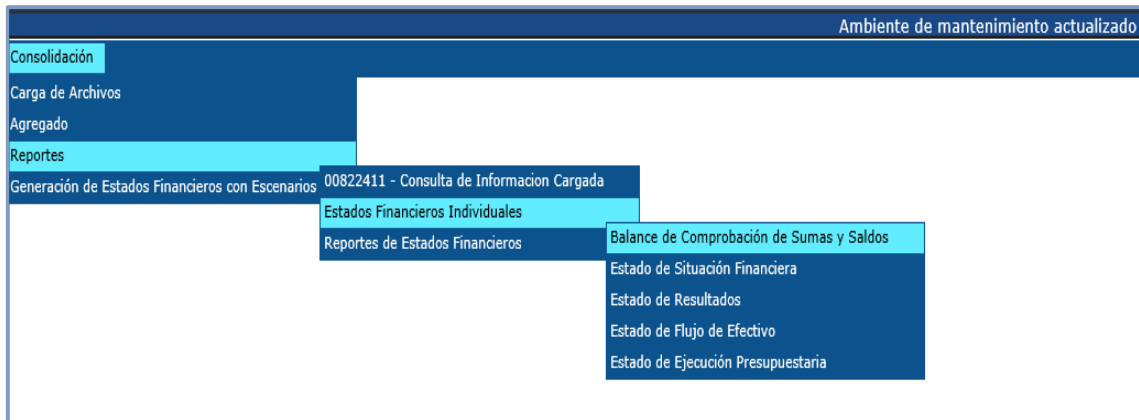 Ambiente de mantenimiento actualizado
Consolidación
Carga de Archivos
Agregado
Reportes
Generación de Estados Financieros con Escenarios
00822411 - Consulta de Informacion Cargada
Estados Financieros Individuales
Reportes de Estados Financieros
Balance de Comprobación de Sumas y Saldos
Estado de Situación Financiera
Estado de Resultados
Estado de Flujo de Efectivo
Estado de Ejecución Presupuestaria